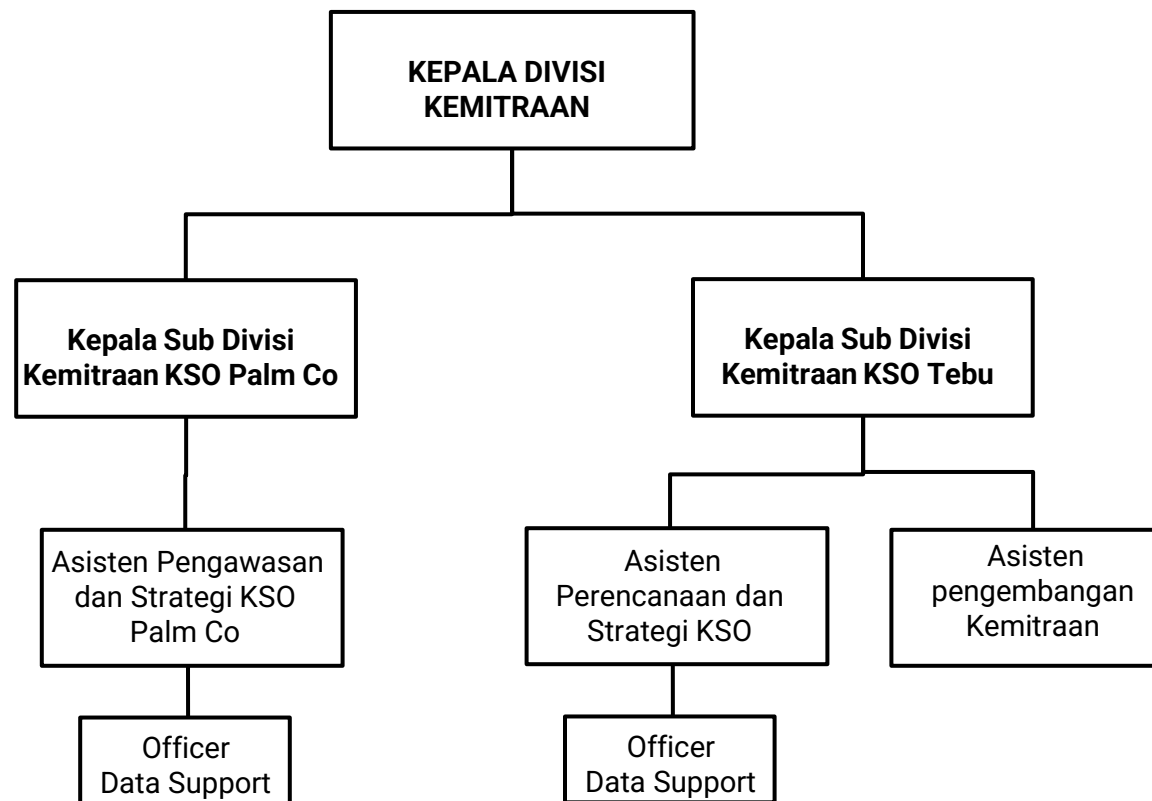 KEPALA DIVISI
KEMITRAAN
Kepala Sub Divisi
Kemitraan KSO Palm Co
Kepala Sub Divisi
Kemitraan KSO Tebu
Asisten Pengawasan
dan Strategi KSO
Palm Co
Asisten
Perencanaan dan
Strategi KSO
Asisten
pengembangan
Kemitraan
Officer
Data Support
Officer
Data Support